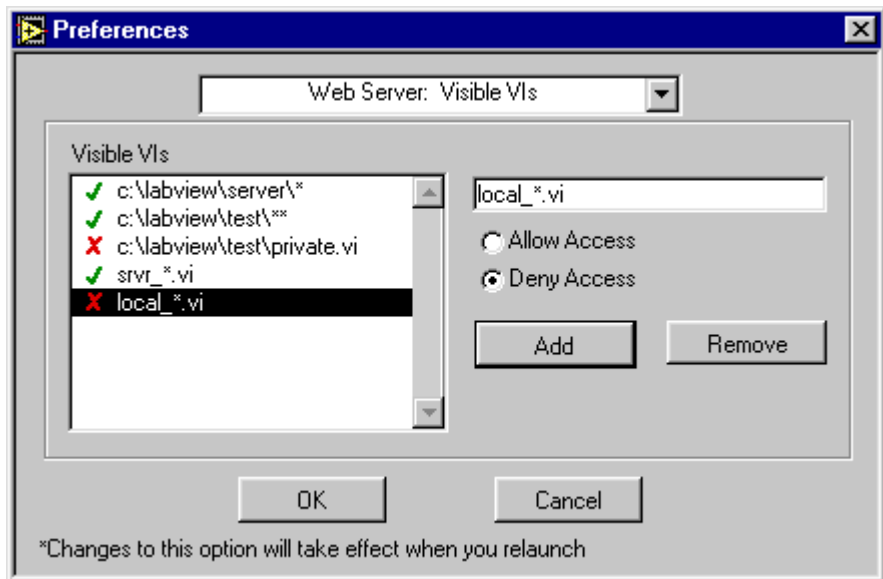 Preferences
Web Server: Visible VIs
Visible VIs
c:\labview\server\*
c:\labview\test\**
c:\labview\test\private.vi
srvr_*.vi
local_*.vi
local_*.vi
Allow Access
Deny Access
Add
Remove
OK
Cancel
*Changes to this option will take effect when you relaunch